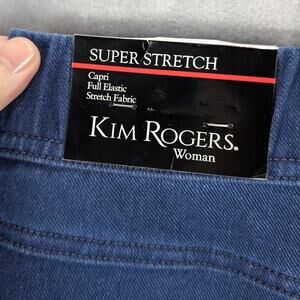 SUPER STRETCH
Capri
Full Elastic
Stretch Fabric
KIM ROGERS.
Woman